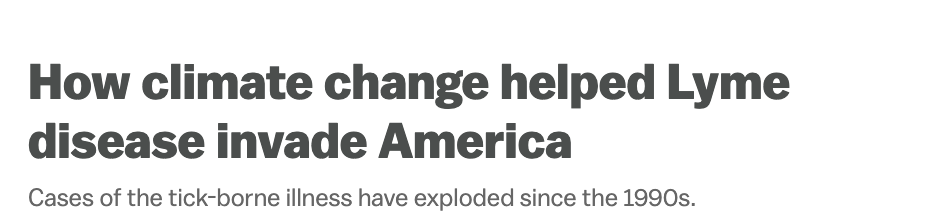 How climate change helped Lyme
disease invade America
Cases of the tick-borne illness have exploded since the 1990s.